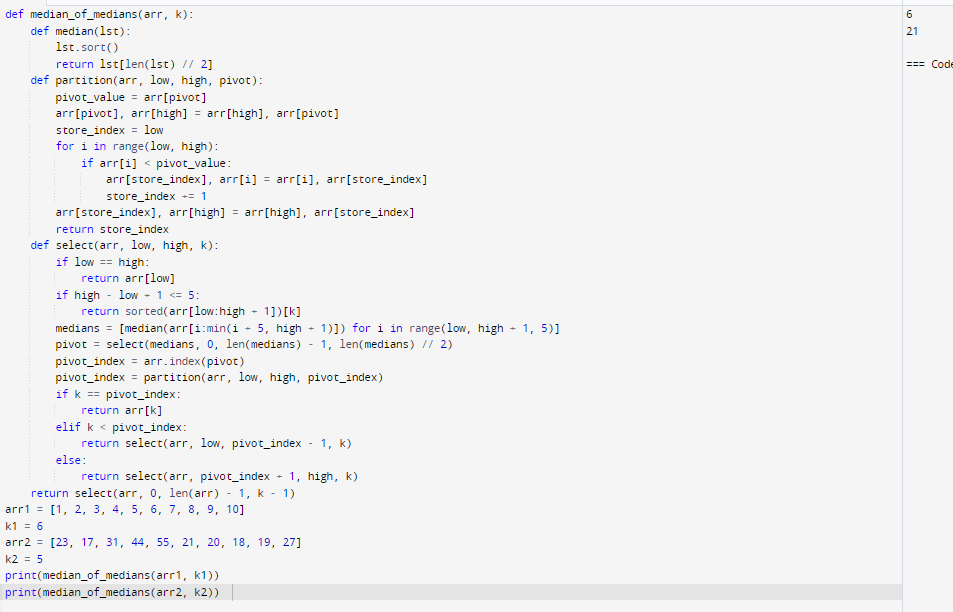 def median_of_medians(arr, k):
    def median(lst):
        lst.sort()
        return lst[len(lst) // 2]
    def partition(arr, low, high, pivot):
        pivot_value = arr[pivot]
        arr[pivot], arr[high] = arr[high], arr[pivot]
        store_index = low
        for i in range(low, high):
            if arr[i] < pivot_value:
                arr[store_index], arr[i] = arr[i], arr[store_index]
                store_index += 1
        arr[store_index], arr[high] = arr[high], arr[store_index]
        return store_index
    def select(arr, low, high, k):
        if low == high:
            return arr[low]
        if high - low + 1 <= 5:
            return sorted(arr[low:high + 1])[k]
        medians = [median(arr[i:min(i + 5, high + 1)]) for i in range(low, high + 1, 5)]
        pivot = select(medians, 0, len(medians) - 1, len(medians) // 2)
        pivot_index = arr.index(pivot)
        pivot_index = partition(arr, low, high, pivot_index)
        if k == pivot_index:
            return arr[k]
        elif k < pivot_index:
            return select(arr, low, pivot_index - 1, k)
        else:
            return select(arr, pivot_index + 1, high, k)
    return select(arr, 0, len(arr) - 1, k - 1)
arr1 = [1, 2, 3, 4, 5, 6, 7, 8, 9, 10]
k1 = 6
arr2 = [23, 17, 31, 44, 55, 21, 20, 18, 19, 27]
k2 = 5
print(median_of_medians(arr1, k1))
print(median_of_medians(arr2, k2))
6
21
=== Code